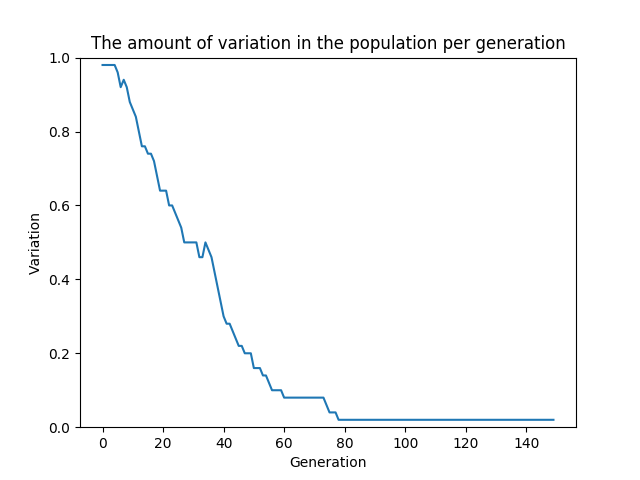 The amount of variation in the population per generation
1.0
0.8
0.6
0.4
0.2
0.0
Variation
0 20 40 60 80 100 120 140
Generation